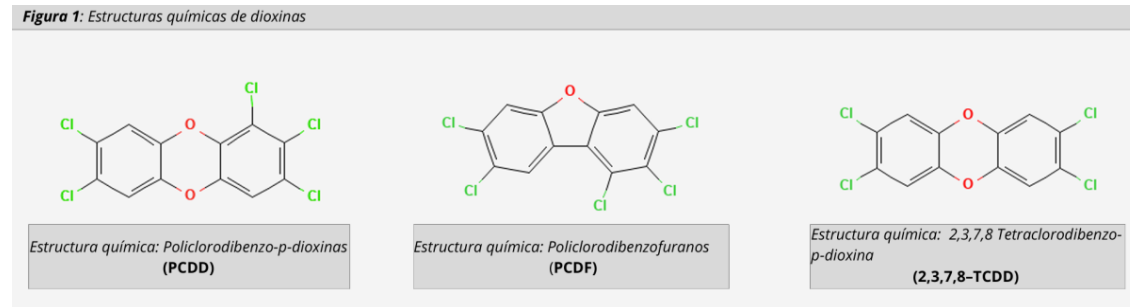 Figura 1: Estructuras químicas de dioxinas
Cl
Cl
Cl
Cl
Cl
O
O
Cl
Cl
Cl
Cl
Cl
O
Cl
Cl
Cl
Cl
O
O
Estructura química: Policlorodibenzo-p-dioxinas
(PCDD)
Estructura química: Policlorodibenzofuranos
(PCDF)
Estructura química: 2,3,7,8 Tetraclorodibenzo-
p-dioxina
(2,3,7,8–TCDD)